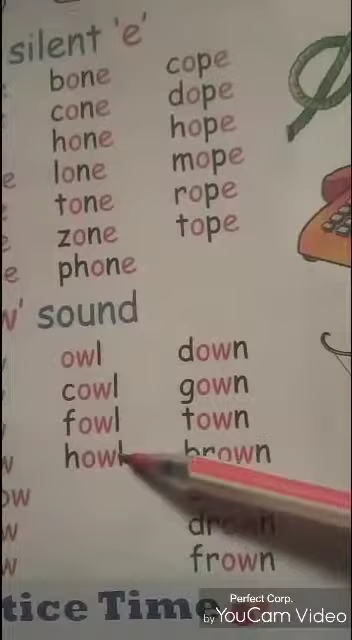 silent 'e'
bone cope
cone dope
hone hope
e lone mope
tone rope
zone tope
e phone
w' sound
owl down
cowl gown
fowl town
howl brown
ow
w
w frown
tice Time
Perfect Corp.
by YouCam Video